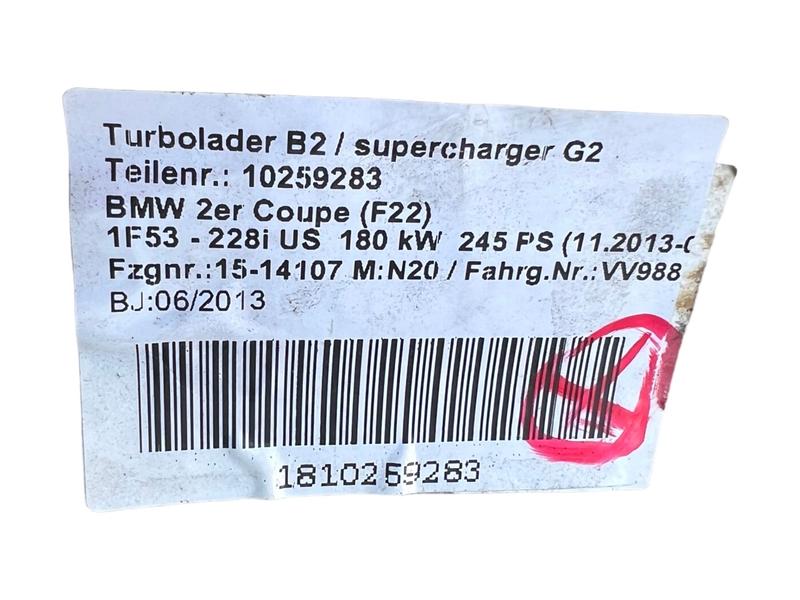 Turbolader B2 / supercharger G2
Teilenr.: 10259283
BMW 2er Coupe (F22)
1F53 - 228i US 180 kW 245 PS (11.2013-
Fzgnr.:15-14107 M:N20 / Fahrg.Nr.:VV988
BJ:06/2013
1810259283